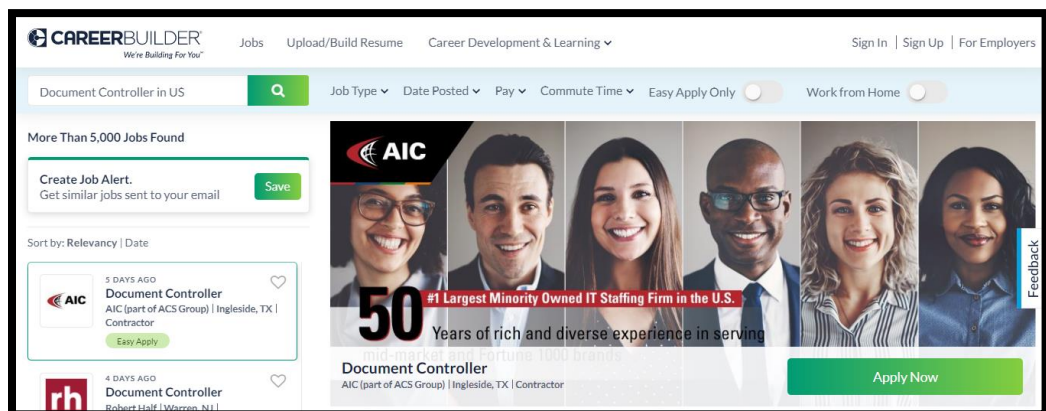 CAREERBUILDER®
We're Building For You™
Jobs
Upload/Build Resume
Career Development & Learning
Sign In | Sign Up | For Employers
Document Controller in US
Job Type
Date Posted
Pay
Commute Time
Easy Apply Only
Work from Home
More Than 5,000 Jobs Found
Create Job Alert.
Get similar jobs sent to your email
Save
Sort by: Relevancy | Date
AIC
5 DAYS AGO
Document Controller
AIC (part of ACS Group) | Ingleside, TX |
Contractor
Easy Apply
rh
4 DAYS AGO
Document Controller
Robert Half | Warren, NJ |
AIC
#1 Largest Minority Owned IT Staffing Firm in the U.S.
50
Years of rich and diverse experience in serving
mid-market and Fortune 1000 brands
Document Controller
AIC (part of ACS Group) | Ingleside, TX | Contractor
Apply Now
Feedback